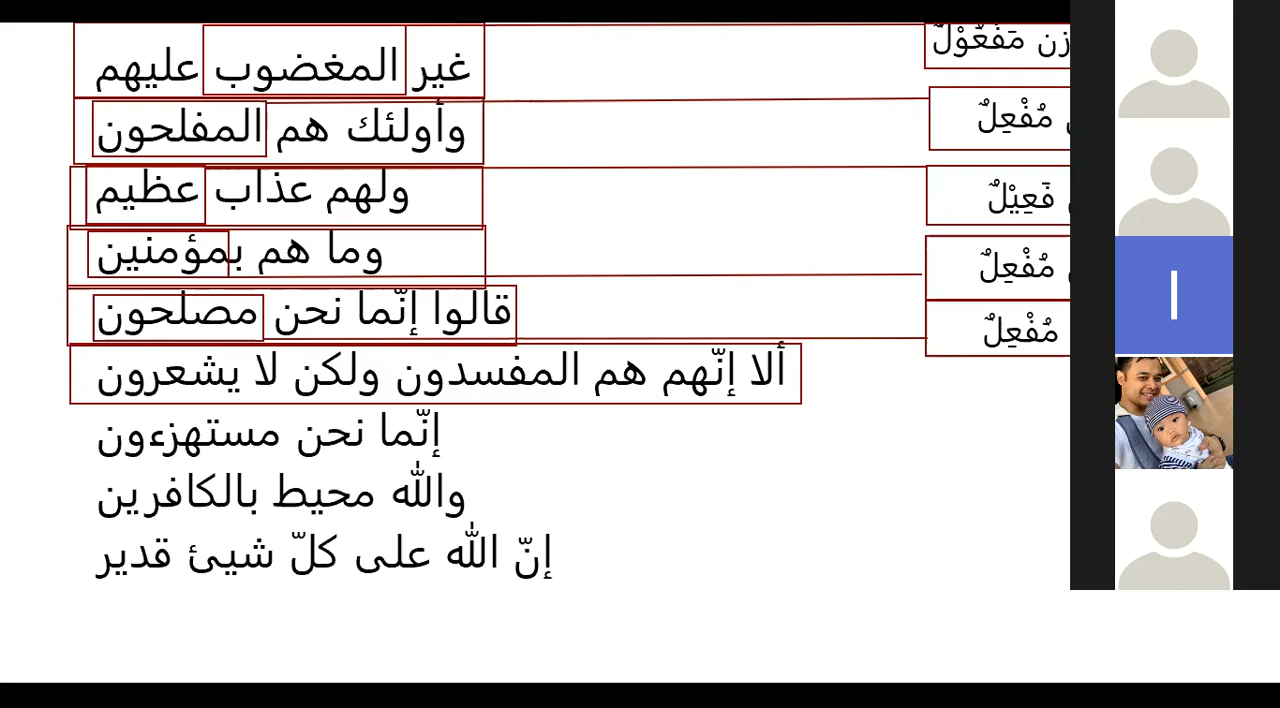 غير المغضوب عليهم
زن مَفْعُوْلٌ
وأولئك هم المفلحون
مُفْعِلٌ
ولهم عذاب عظيم
فَعِيْلٌ
وما هم بمؤمنين
مُفْعِلٌ
قالوا إنّما نحن مصلحون
مُفْعِلٌ
ألا إنّهم هم المفسدون ولكن لا يشعرون
إنّما نحن مستهزءون
والله محيط بالكافرين
إنّ الله على كلّ شيئ قدير